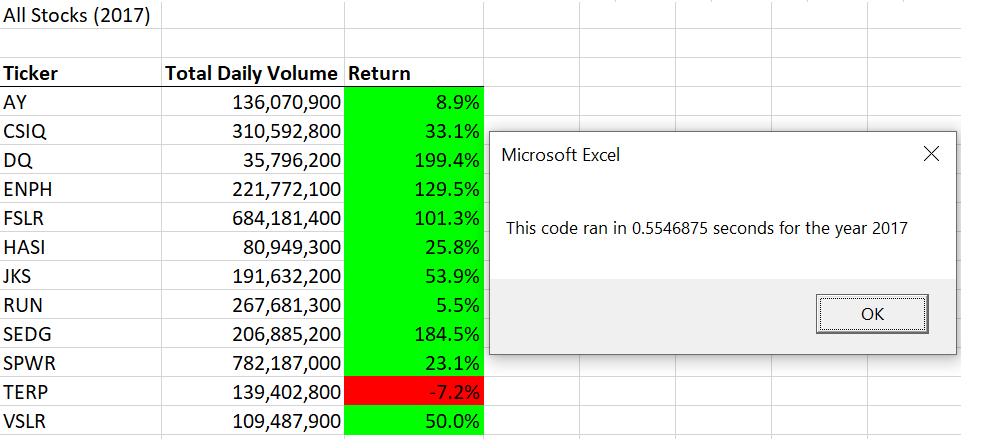 All Stocks (2017)
Ticker Total Daily Volume Return
AY 136,070,900 8.9%
CSIQ 310,592,800 33.1%
DQ 35,796,200 199.4%
ENPH 221,772,100 129.5%
FSLR 684,181,400 101.3%
HASI 80,949,300 25.8%
JKS 191,632,200 53.9%
RUN 267,681,300 5.5%
SEDG 206,885,200 184.5%
SPWR 782,187,000 23.1%
TERP 139,402,800 -7.2%
VSLR 109,487,900 50.0%
Microsoft Excel
This code ran in 0.5546875 seconds for the year 2017
OK